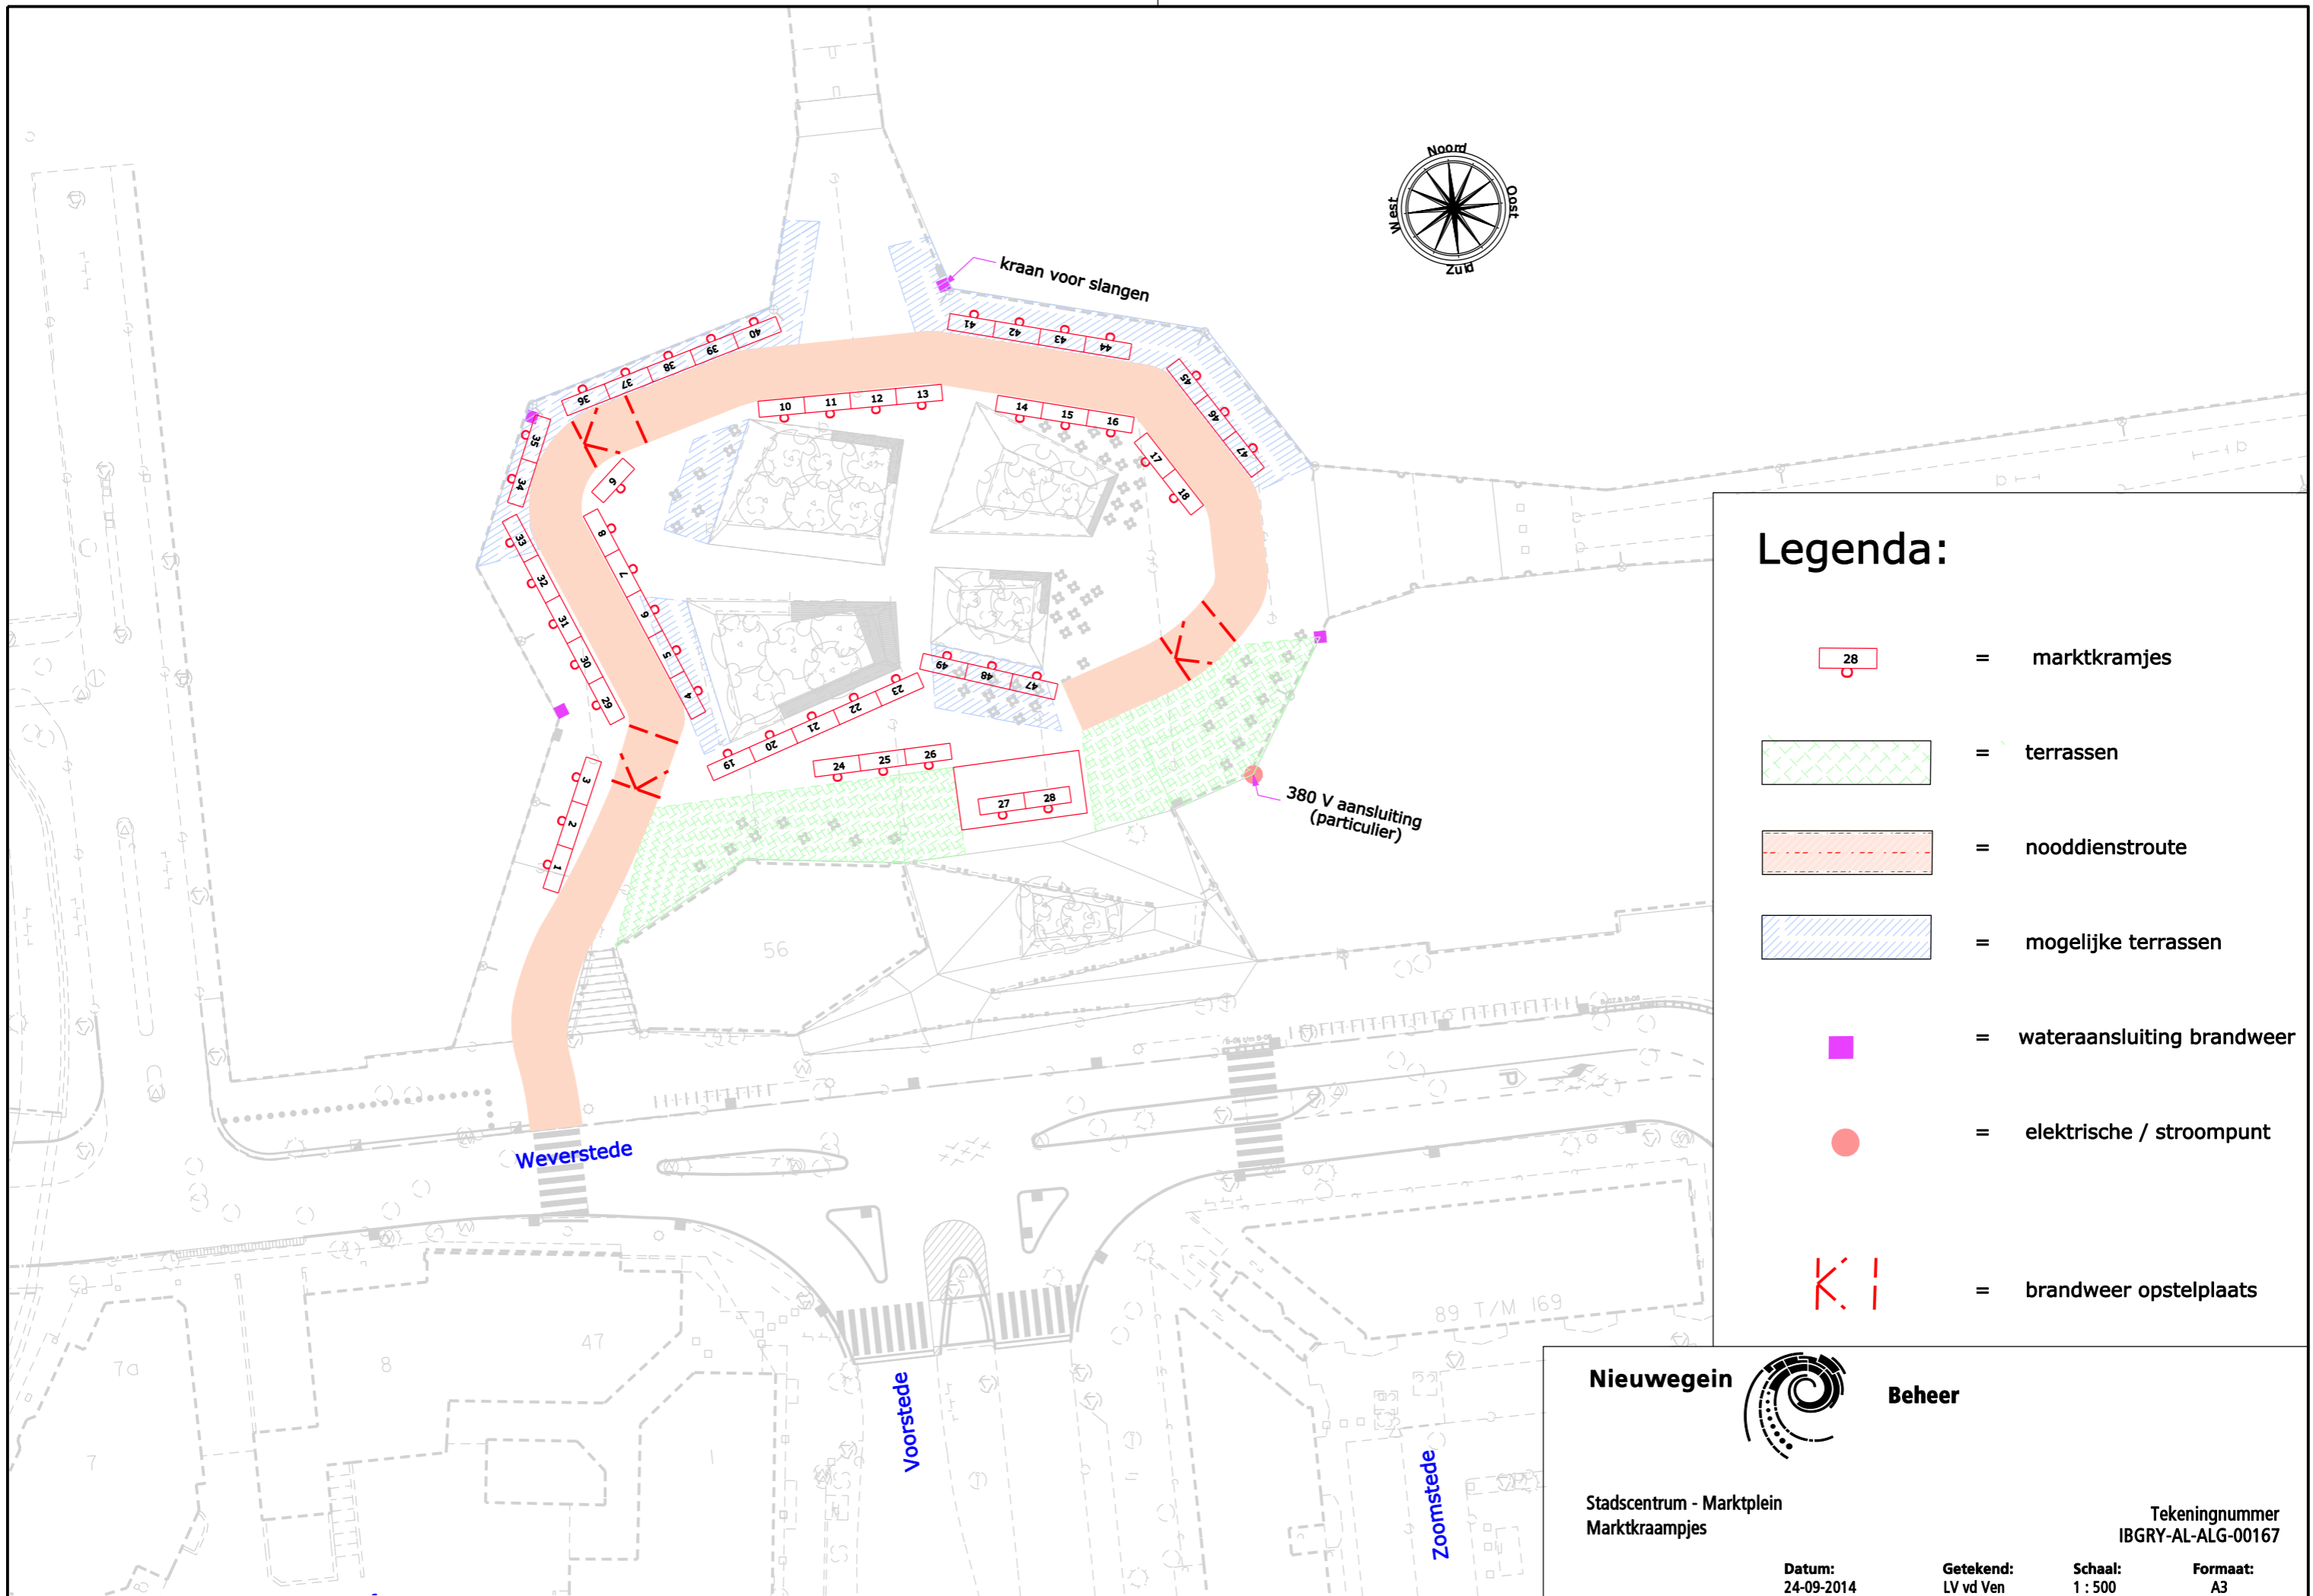 Noord
Oost
West
Zuid
kraan voor slangen
40
39
38
37
36
41
42
43
44
45
46
47
35
34
10
11
12
13
14
15
16
17
18
9
8
7
6
5
4
33
32
31
30
29
3
2
1
49
48
47
23
22
21
20
19
24
25
26
27
28
380 V aansluiting
(particulier)
56
Weverstede
Voorstede
Zoomstede
P
89 T/M 169
47
8
7a
7
Legenda:
28 = marktkramjes
= terrassen
= nooddienstroute
= mogelijke terrassen
= wateraansluiting brandweer
= elektrische / stroompunt
= brandweer opstelplaats
Nieuwegein
Beheer
Stadscentrum - Marktplein
Marktkraampjes
Tekeningnummer
IBGRY-AL-ALG-00167
Datum: Getekend: Schaal: Formaat:
24-09-2014 LV vd Ven 1 : 500 A3